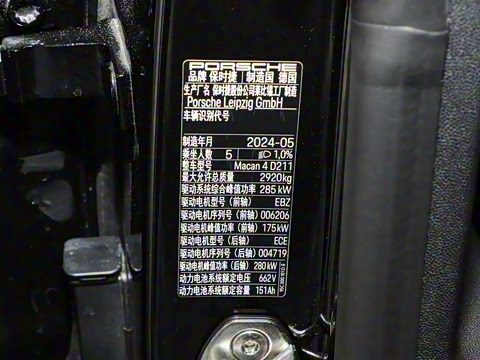 PORSCHE
品牌 保时捷 制造国 德国
生产厂名 保时捷股份公司莱比锡工厂制造
Porsche Leipzig GmbH
车辆识别代号
制造年月 2024-05
乘坐人数 5 1,0%
整车型号 Macan 4 D211
最大允许总质量 2920kg
驱动系统综合峰值功率 285kW
驱动电机型号（前轴） EBZ
驱动电机序列号（前轴） 006206
驱动电机峰值功率（前轴） 175kW
驱动电机型号（后轴） ECE
驱动电机序列号（后轴） 004719
驱动电机峰值功率（后轴） 280kW
动力电池系统额定电压 662V
动力电池系统额定容量 151Ah